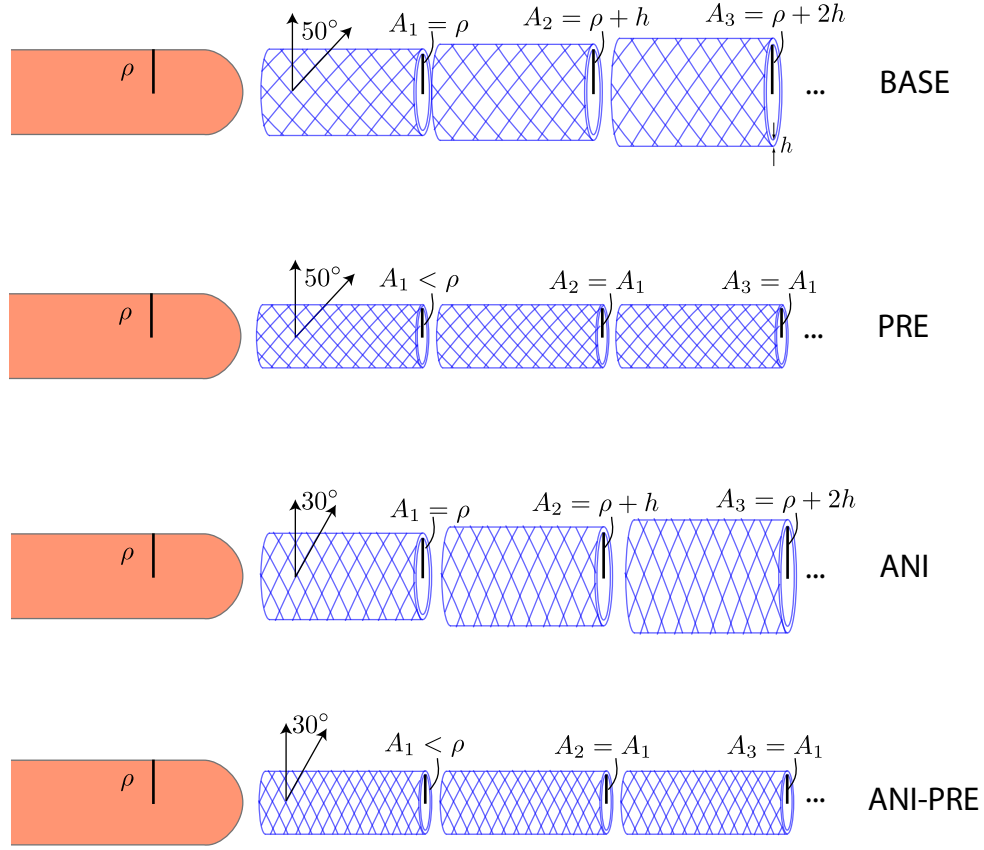 50° A₁ = ρ A₂ = ρ + h A₃ = ρ + 2h
ρ ... BASE
h
50° A₁ < ρ A₂ = A₁ A₃ = A₁
ρ ... PRE
30° A₁ = ρ A₂ = ρ + h A₃ = ρ + 2h
ρ ... ANI
30° A₁ < ρ A₂ = A₁ A₃ = A₁
ρ ... ANI-PRE